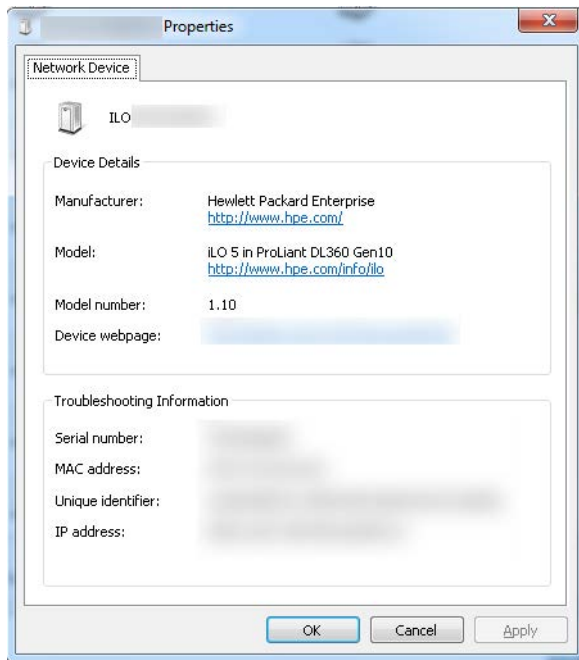 Properties
Network Device
ILO
Device Details
Manufacturer: Hewlett Packard Enterprise
http://www.hpe.com/
Model: iLO 5 in ProLiant DL360 Gen10
http://www.hpe.com/info/ilo
Model number: 1.10
Device webpage:
Troubleshooting Information
Serial number:
MAC address:
Unique identifier:
IP address:
OK Cancel Apply